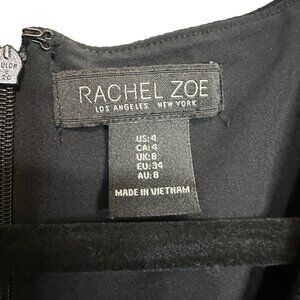 RACHEL ZOE
LOS ANGELES NEW YORK
US:4
CA:4
UK:8
EU:34
AU:8
MADE IN VIETNAM